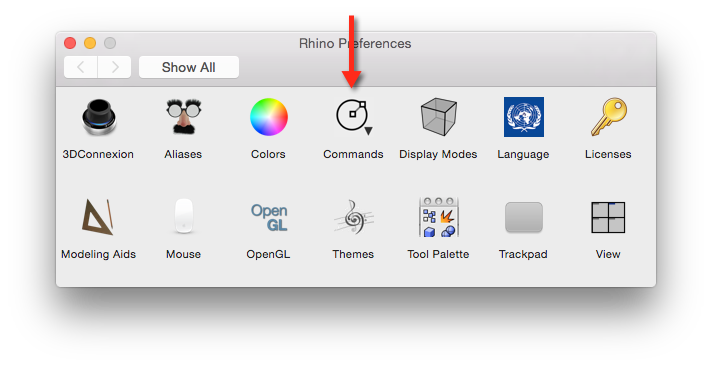 Rhino Preferences
Show All
3DConnexion Aliases Colors Commands Display Modes Language Licenses
Open
GL
Modeling Aids Mouse OpenGL Themes Tool Palette Trackpad View